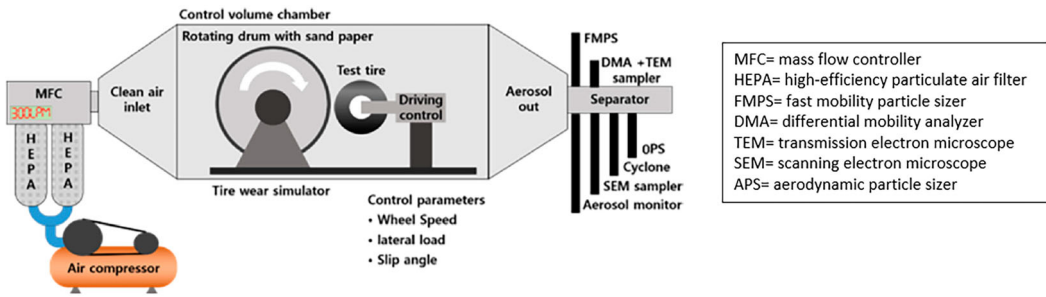 Control volume chamber
Rotating drum with sand paper
Test tire
Driving
control
Tire wear simulator
Control parameters
• Wheel Speed
• lateral load
• Slip angle
MFC
300LPM
HEPA
HEPA
Air compressor
Clean air
inlet
Aerosol
out
FMPS
DMA +TEM
sampler
Separator
OPS
Cyclone
SEM sampler
Aerosol monitor
MFC= mass flow controller
HEPA= high-efficiency particulate air filter
FMPS= fast mobility particle sizer
DMA= differential mobility analyzer
TEM= transmission electron microscope
SEM= scanning electron microscope
APS= aerodynamic particle sizer